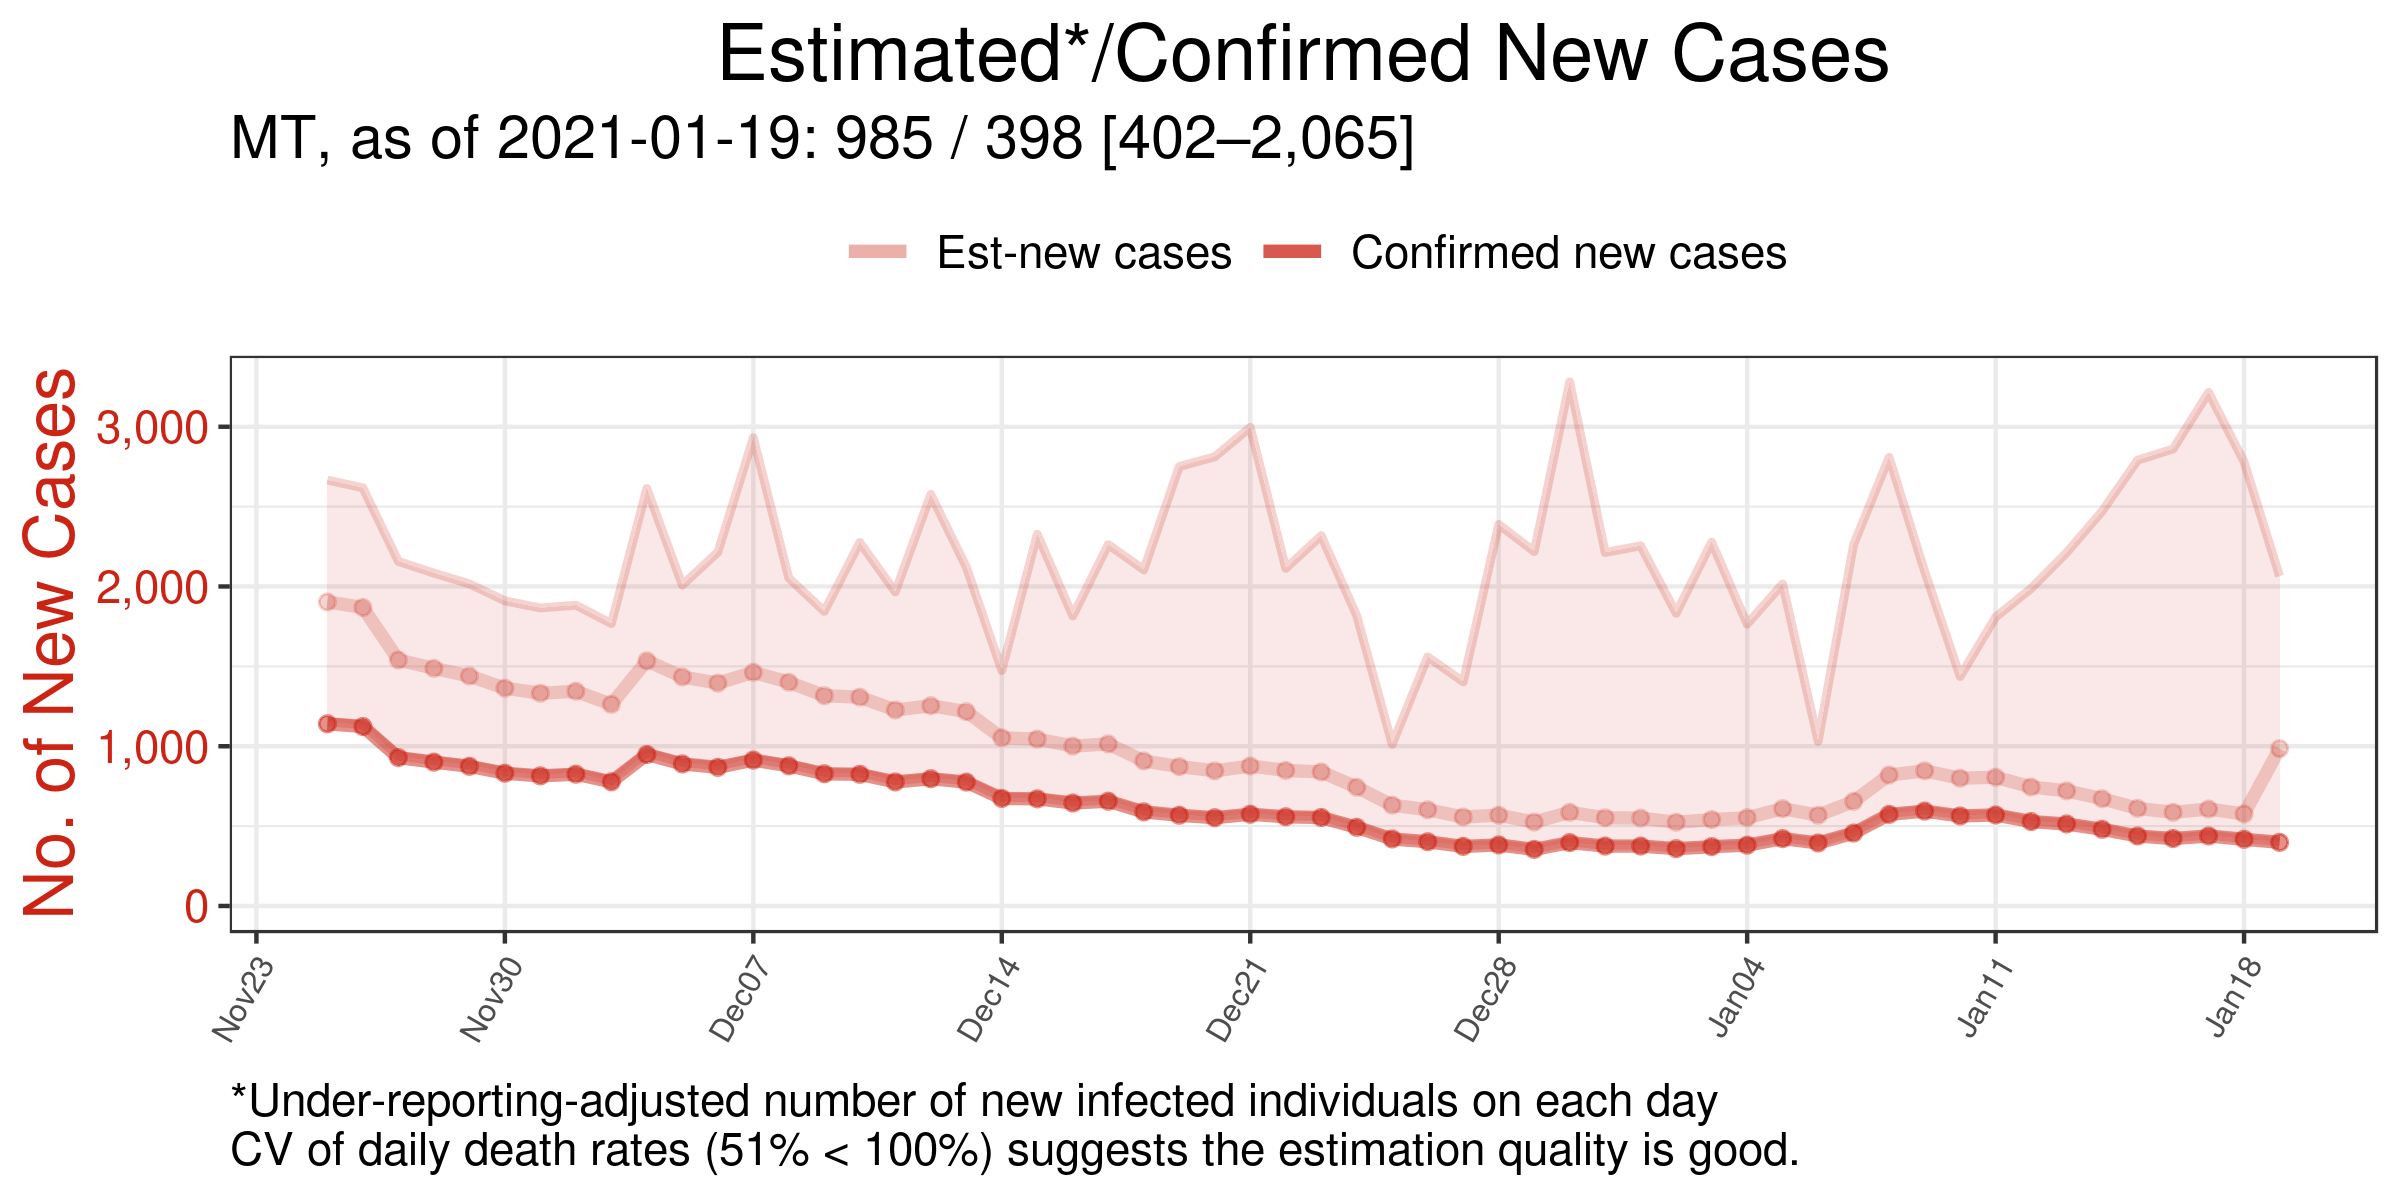 Estimated*/Confirmed New Cases
MT, as of 2021-01-19: 985 / 398 [402–2,065]
Est-new cases
Confirmed new cases
No. of New Cases
3,000
2,000
1,000
0
Nov23
Nov30
Dec07
Dec14
Dec21
Dec28
Jan04
Jan11
Jan18
*Under-reporting-adjusted number of new infected individuals on each day
CV of daily death rates (51% < 100%) suggests the estimation quality is good.